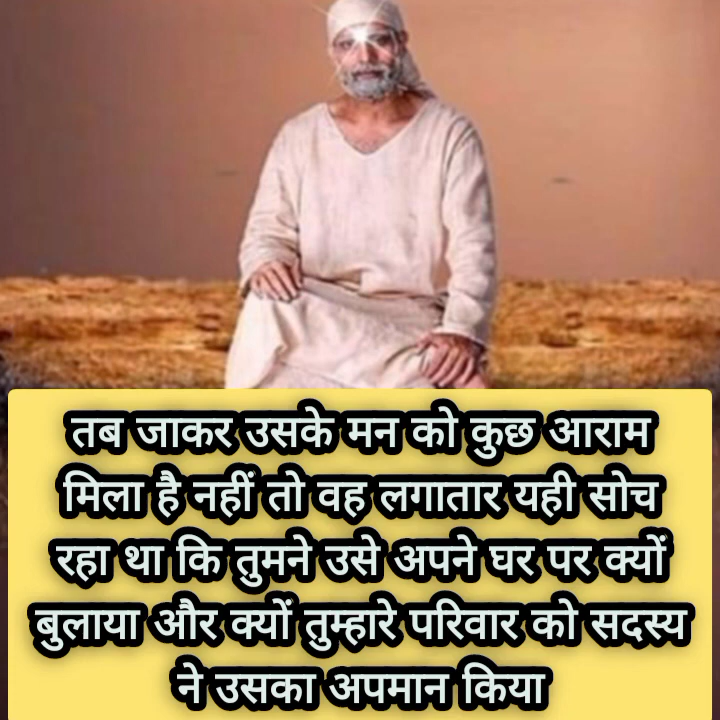 तब जाकर उसके मन को कुछ आराम
मिला है नहीं तो वह लगातार यही सोच
रहा था कि तुमने उसे अपने घर पर क्यों
बुलाया और क्यों तुम्हारे परिवार को सदस्य
ने उसका अपमान किया